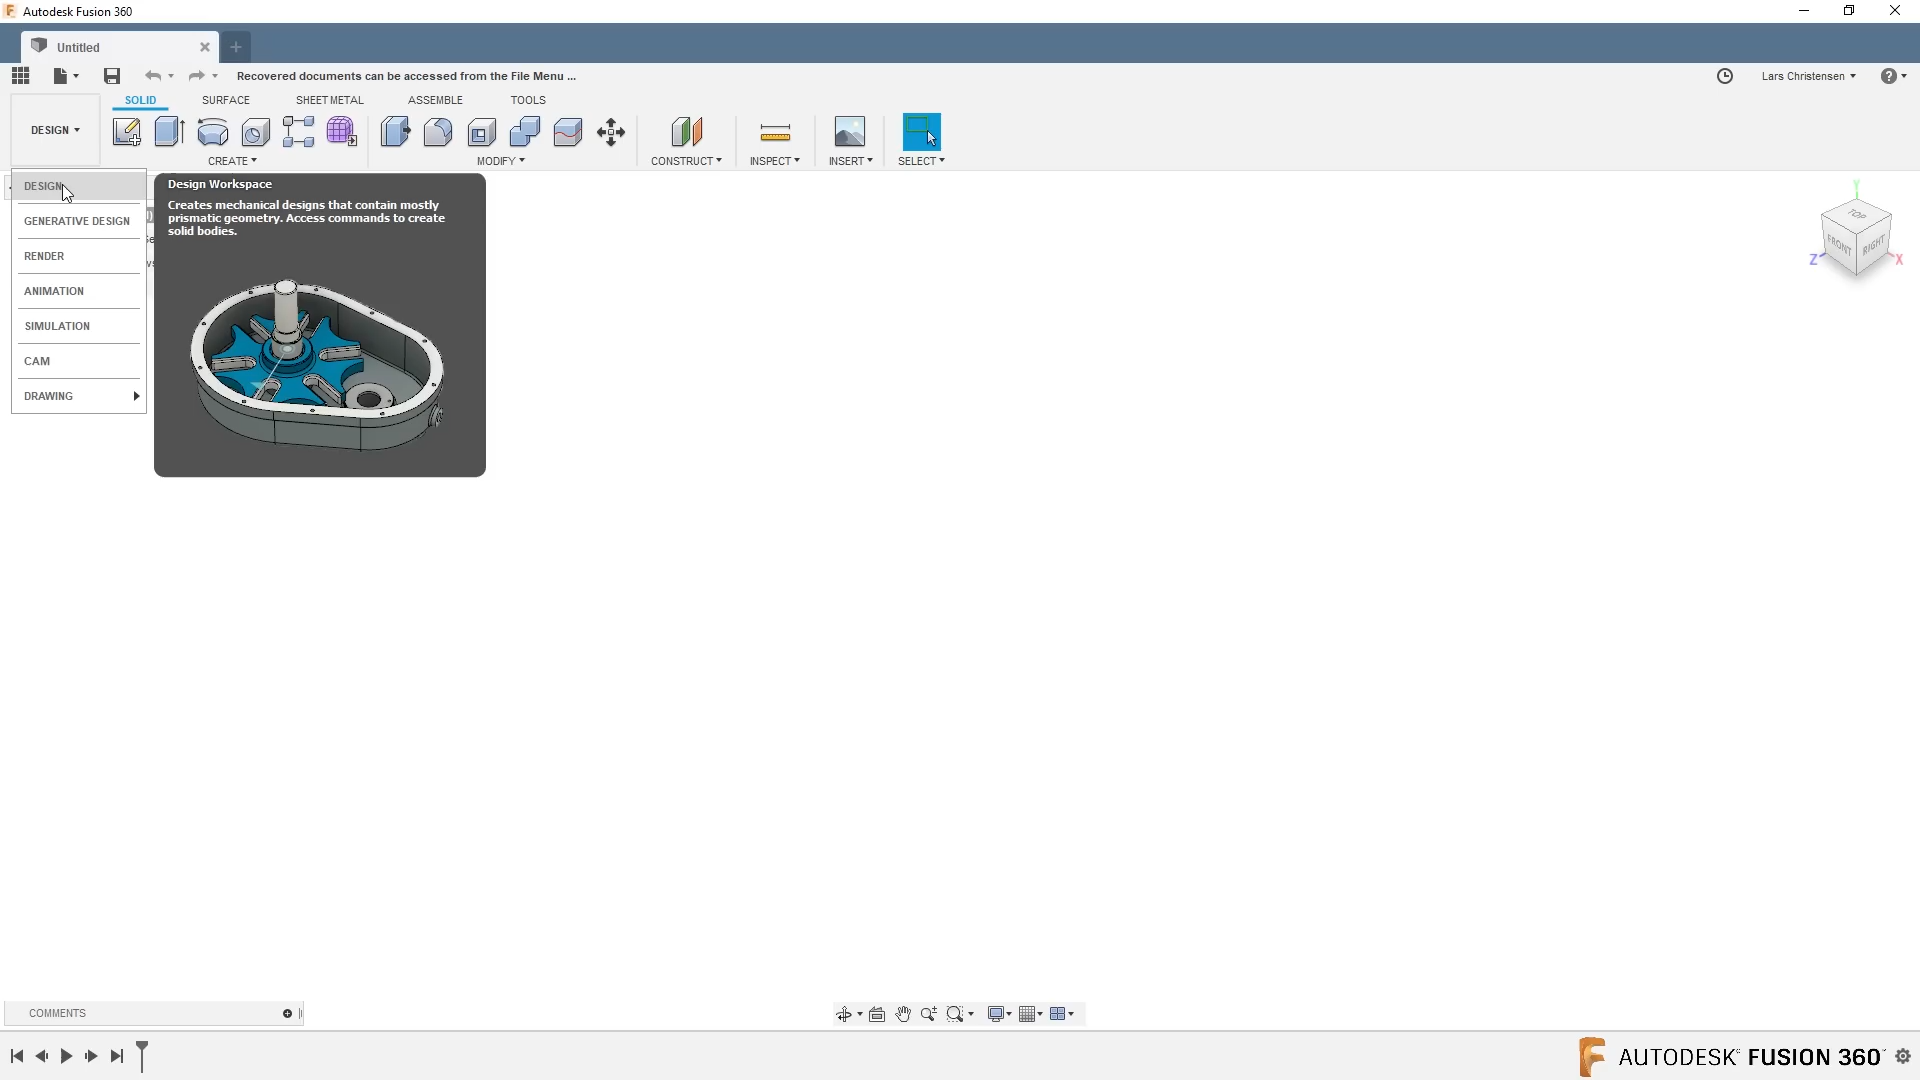 Autodesk Fusion 360
Untitled
Recovered documents can be accessed from the File Menu ...
Lars Christensen
SOLID SURFACE SHEET METAL ASSEMBLE TOOLS
DESIGN
CREATE MODIFY CONSTRUCT INSPECT INSERT SELECT
DESIGN
GENERATIVE DESIGN
RENDER
ANIMATION
SIMULATION
CAM
DRAWING
Design Workspace
Creates mechanical designs that contain mostly
prismatic geometry. Access commands to create
solid bodies.
Y
TOP
FRONT RIGHT
Z X
COMMENTS
AUTODESK FUSION 360